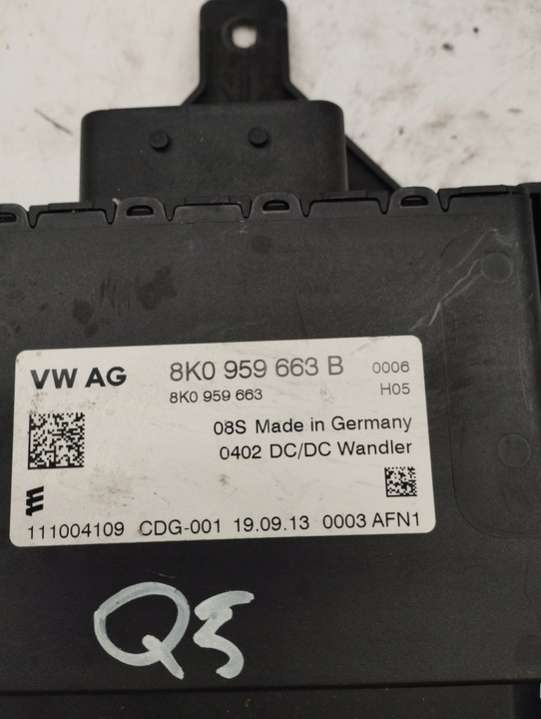 VW AG 8K0 959 663 B 0006
8K0 959 663 H05
08S Made in Germany
0402 DC/DC Wandler
111004109 CDG-001 19.09.13 0003 AFN1
Q5